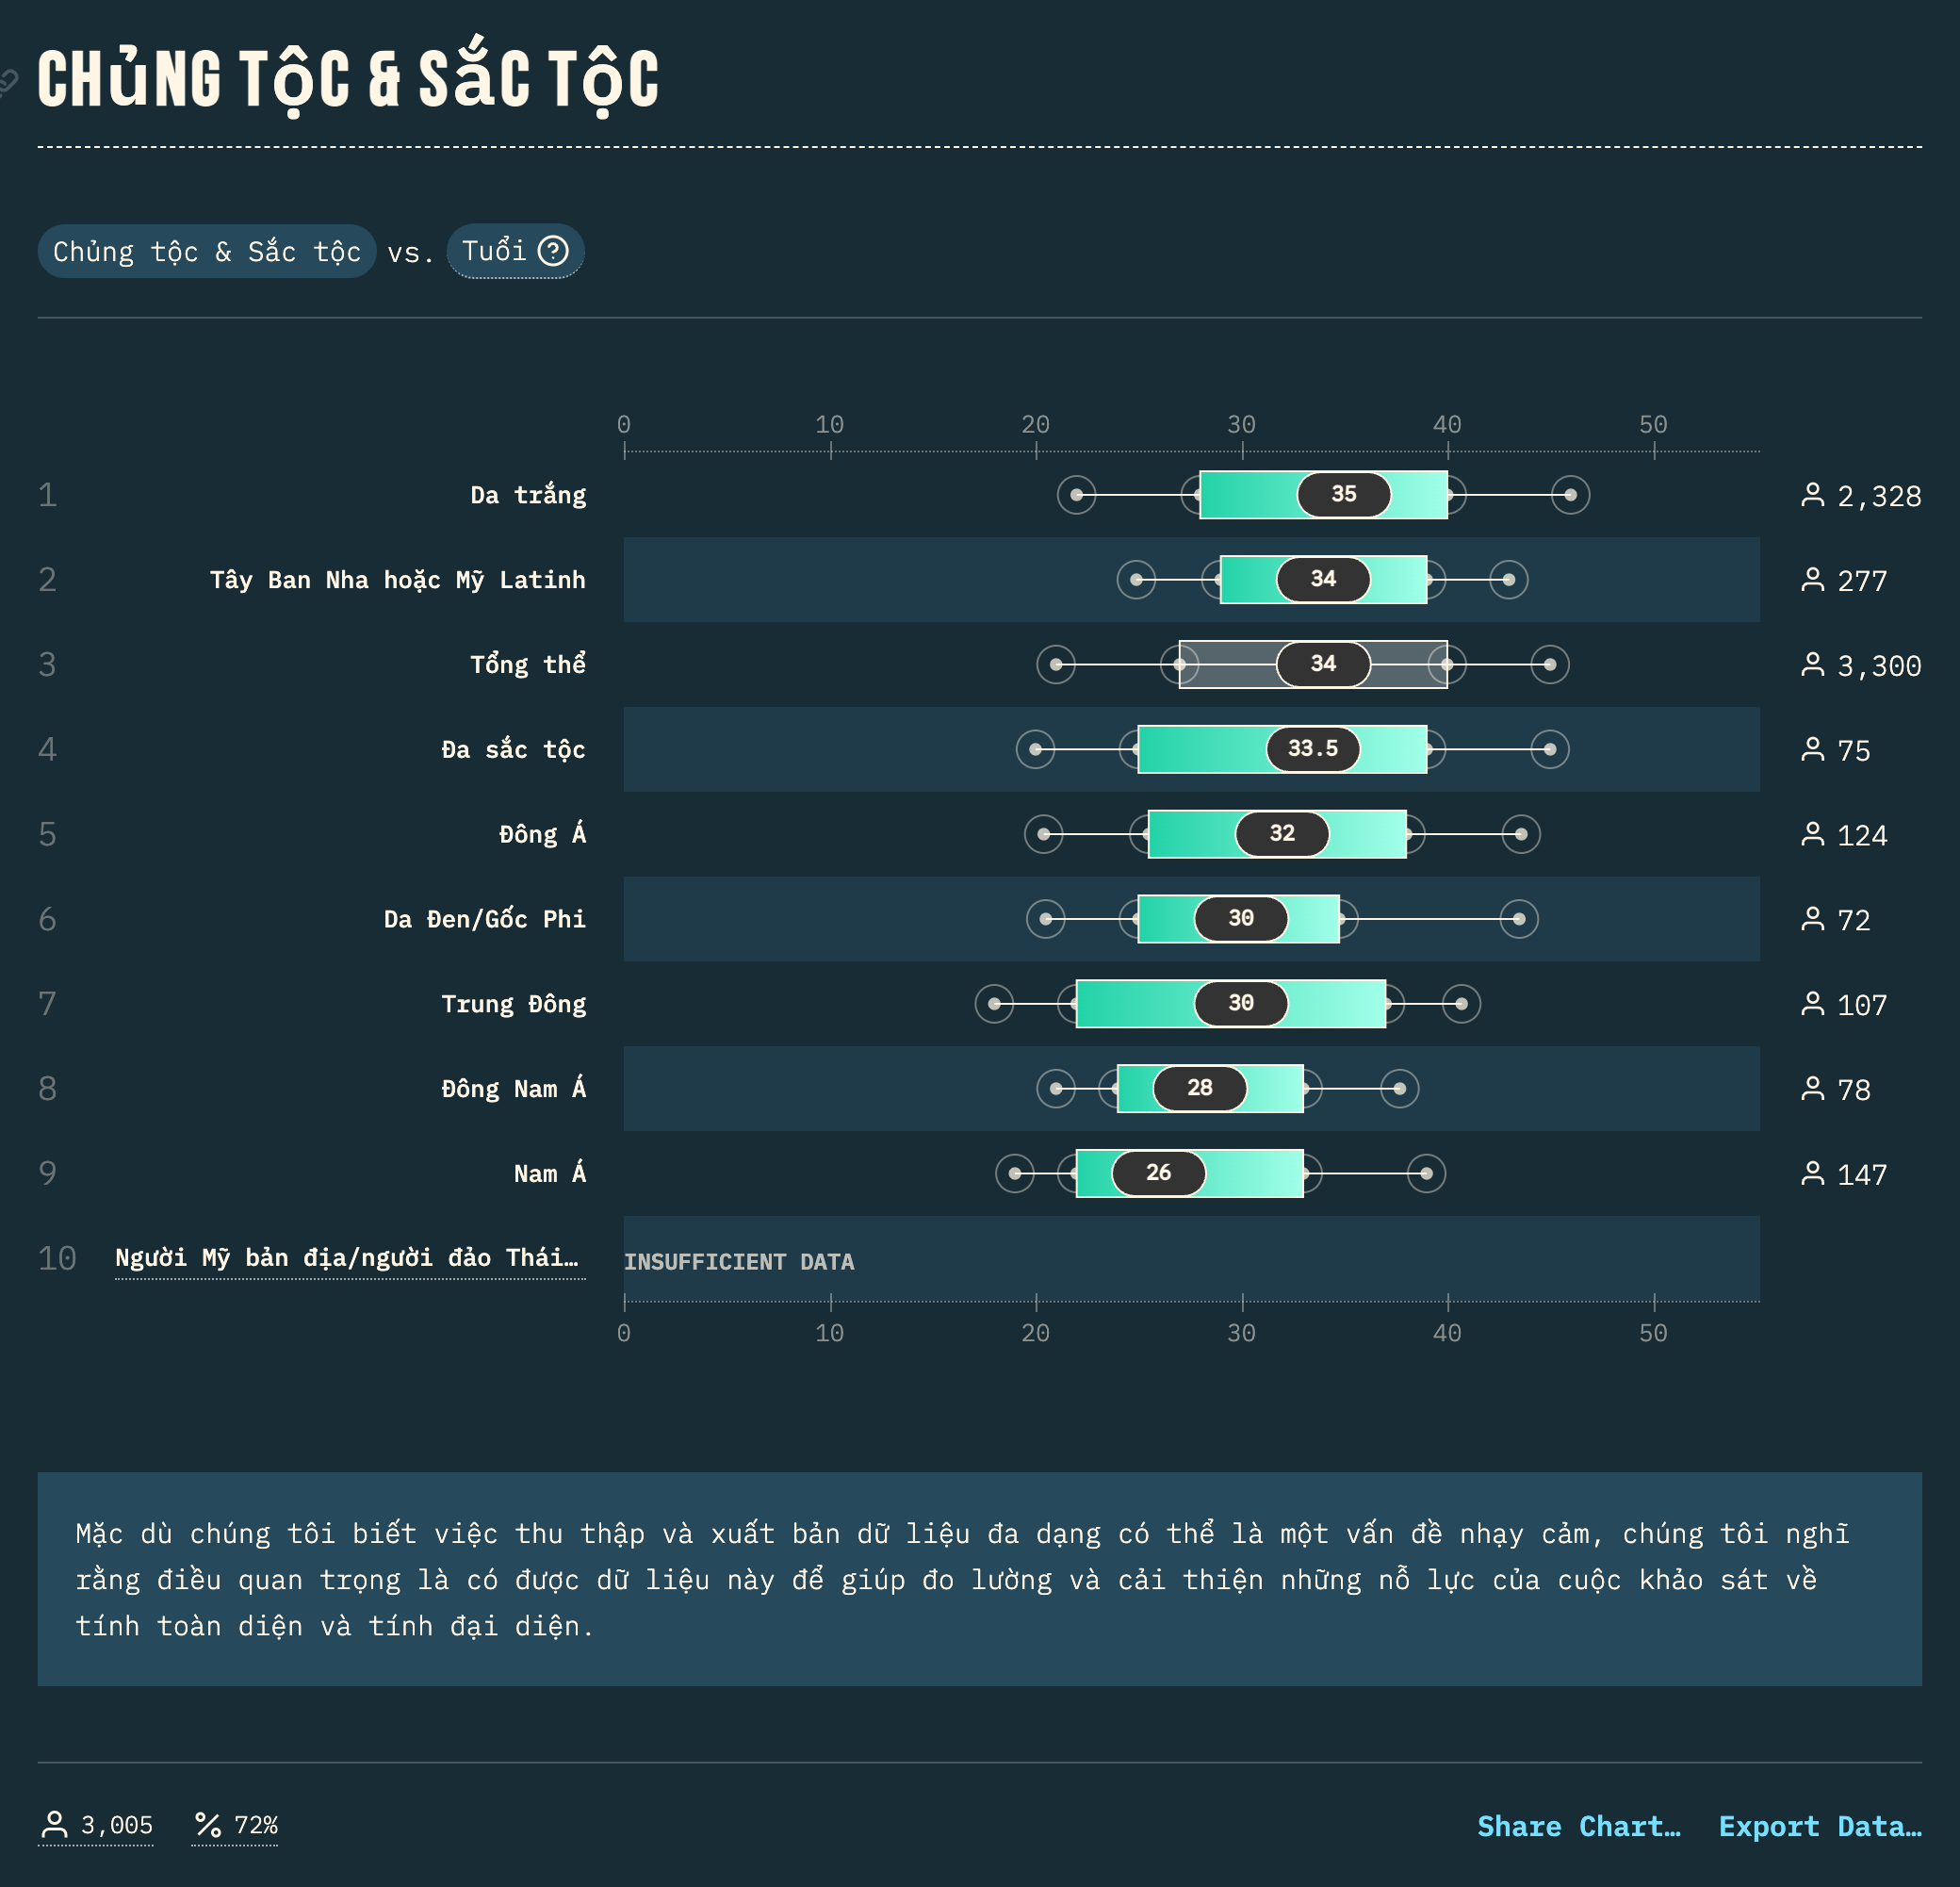 CHủNG TộC & SắC TộC
Chủng tộc & Sắc tộc vs. Tuổi
0 10 20 30 40 50
1 Da trắng 35 2,328
2 Tây Ban Nha hoặc Mỹ Latinh 34 277
3 Tổng thể 34 3,300
4 Đa sắc tộc 33.5 75
5 Đông Á 32 124
6 Da Đen/Gốc Phi 30 72
7 Trung Đông 30 107
8 Đông Nam Á 28 78
9 Nam Á 26 147
10 Người Mỹ bản địa/người đảo Thái… INSUFFICIENT DATA
0 10 20 30 40 50
Mặc dù chúng tôi biết việc thu thập và xuất bản dữ liệu đa dạng có thể là một vấn đề nhạy cảm, chúng tôi nghĩ
rằng điều quan trọng là có được dữ liệu này để giúp đo lường và cải thiện những nỗ lực của cuộc khảo sát về
tính toàn diện và tính đại diện.
3,005 72% Share Chart… Export Data…